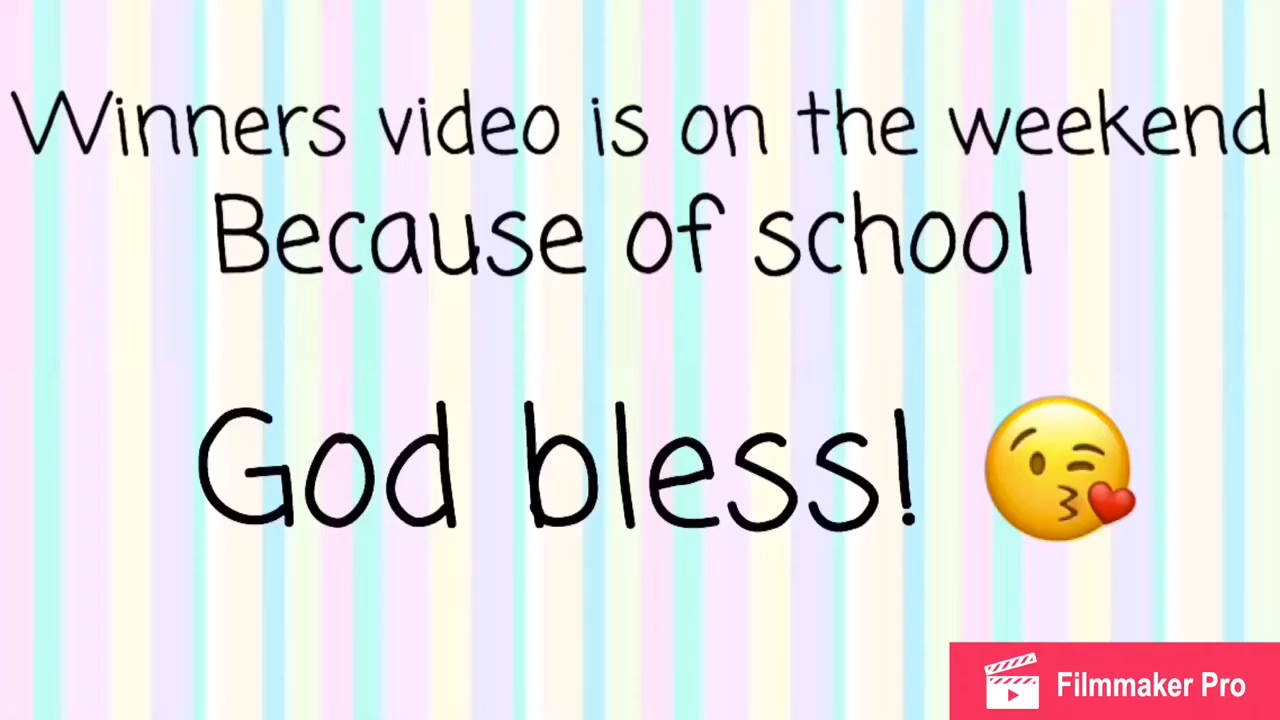 Winners video is on the weekend
Because of school
God bless! 😘
Filmmaker Pro